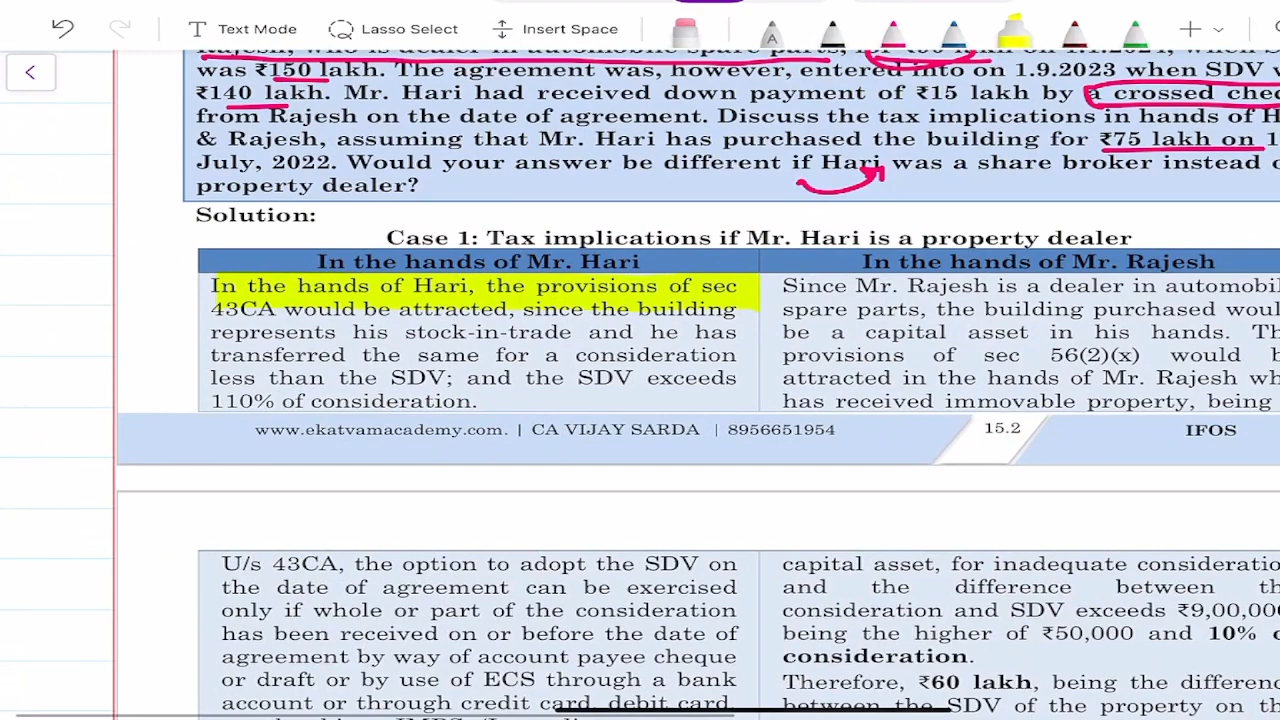 Text Mode
Lasso Select
Insert Space
Rajesh, who is dealer in automobile spare parts, for
was ₹150 lakh. The agreement was, however, entered into on 1.9.2023 when SDV
₹140 lakh. Mr. Hari had received down payment of ₹15 lakh by a crossed
from Rajesh on the date of agreement. Discuss the tax implications in hands of
& Rajesh, assuming that Mr. Hari has purchased the building for ₹75 lakh on
July, 2022. Would your answer be different if Hari was a share broker instead
property dealer?
Solution:
Case 1: Tax implications if Mr. Hari is a property dealer
In the hands of Mr. Hari
In the hands of Hari, the provisions of sec
43CA would be attracted, since the building
represents his stock-in-trade and he has
transferred the same for a consideration
less than the SDV; and the SDV exceeds
110% of consideration.
In the hands of Mr. Rajesh
Since Mr. Rajesh is a dealer in
spare parts, the building purchased
be a capital asset in his hands.
provisions of sec 56(2)(x) would
attracted in the hands of Mr. Rajesh
has received immovable property, being
www.ekatvamacademy.com. | CA VIJAY SARDA | 8956651954
15.2
IFOS
U/s 43CA, the option to adopt the SDV on
the date of agreement can be exercised
only if whole or part of the consideration
has been received on or before the date of
agreement by way of account payee cheque
or draft or by use of ECS through a bank
account or through credit card, debit card,
capital asset, for inadequate
and the difference between
consideration and SDV exceeds
being the higher of ₹50,000 and 10%
consideration.
Therefore, ₹60 lakh, being the
between the SDV of the property on